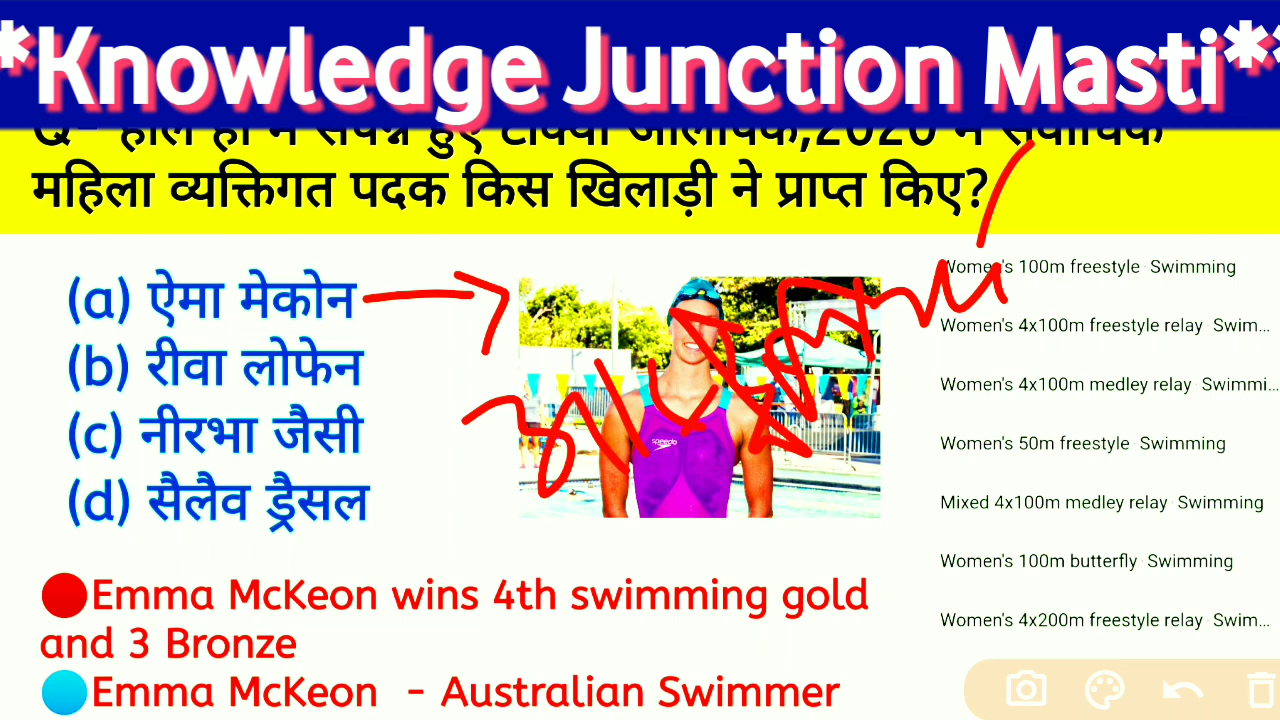 *Knowledge Junction Masti*
महिला व्यक्तिगत पदक किस खिलाड़ी ने प्राप्त किए?
(a) ऐमा मेकोन
(b) रीवा लोफेन
(c) नीरभा जैसी
(d) सैलैव ड्रैसल
speedo
Women's 100m freestyle · Swimming
Women's 4x100m freestyle relay · Swim...
Women's 4x100m medley relay · Swimmi...
Women's 50m freestyle · Swimming
Mixed 4x100m medley relay · Swimming
Women's 100m butterfly · Swimming
Women's 4x200m freestyle relay · Swim...
🔴Emma McKeon wins 4th swimming gold
and 3 Bronze
🔵Emma McKeon - Australian Swimmer